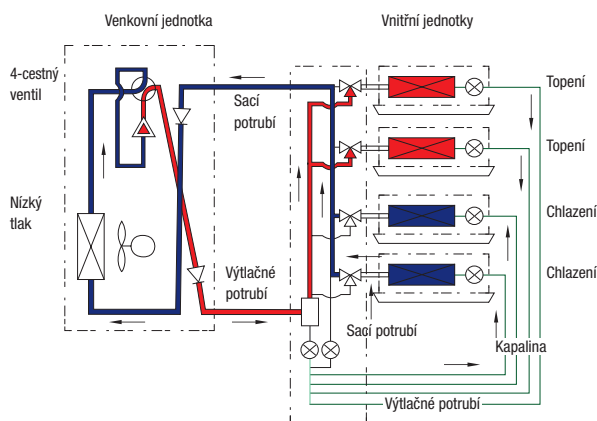 Venkovní jednotka
Vnitřní jednotky
4-cestný
ventil
Sací
potrubí
Topení
Topení
Nízký
tlak
Chlazení
Výtlačné
potrubí
Chlazení
Sací potrubí
Kapalina
Výtlačné potrubí